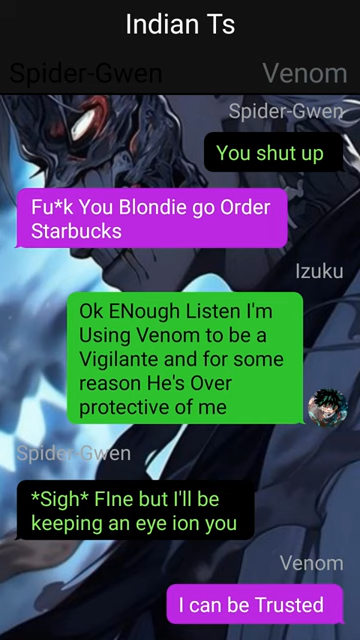 Indian Ts
Spider-Gwen
Venom
Spider-Gwen
You shut up
Fu*k You Blondie go Order
Starbucks
Izuku
Ok ENough Listen I'm
Using Venom to be a
Vigilante and for some
reason He's Over
protective of me
Spider-Gwen
*Sigh* FIne but I'll be
keeping an eye ion you
Venom
I can be Trusted